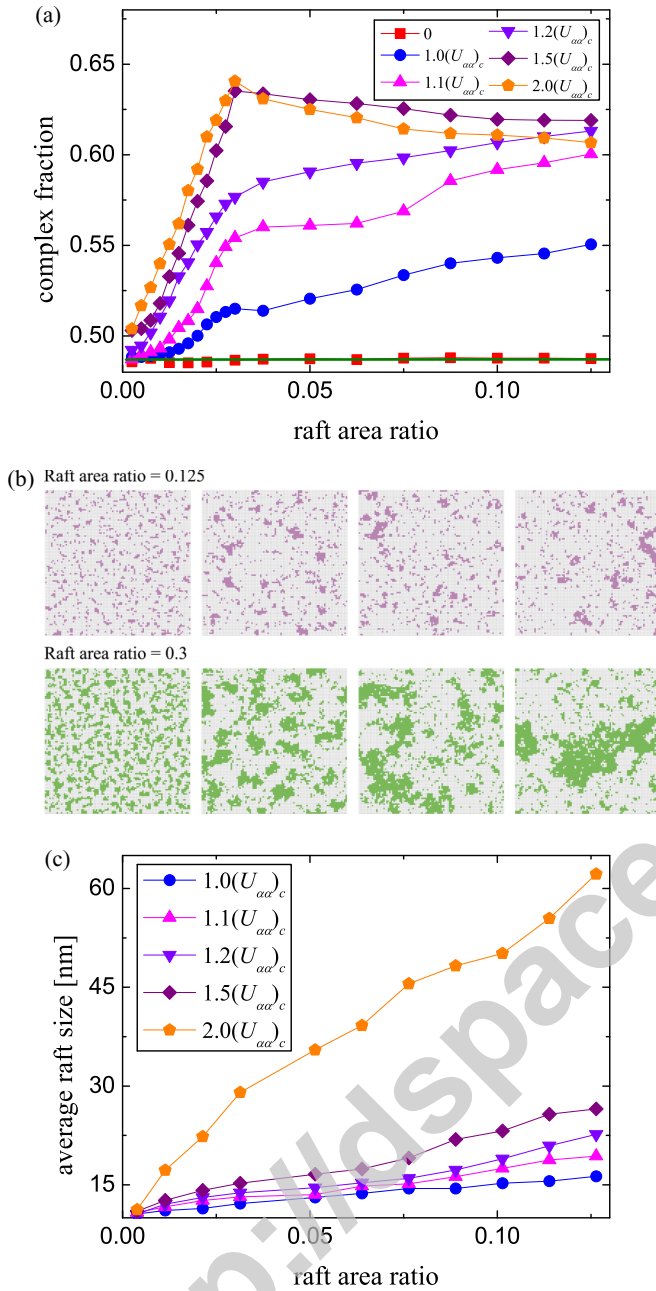 (a)
0
1.0(Uαα)c
1.1(Uαα)c
1.2(Uαα)c
1.5(Uαα)c
2.0(Uαα)c
complex fraction
0.65
0.60
0.55
0.50
0.00 0.05 0.10
raft area ratio
(b) Raft area ratio = 0.125
Raft area ratio = 0.3
(c)
1.0(Uαα)c
1.1(Uαα)c
1.2(Uαα)c
1.5(Uαα)c
2.0(Uαα)c
average raft size [nm]
60
45
30
15
0.00 0.05 0.10
raft area ratio
p://dspace